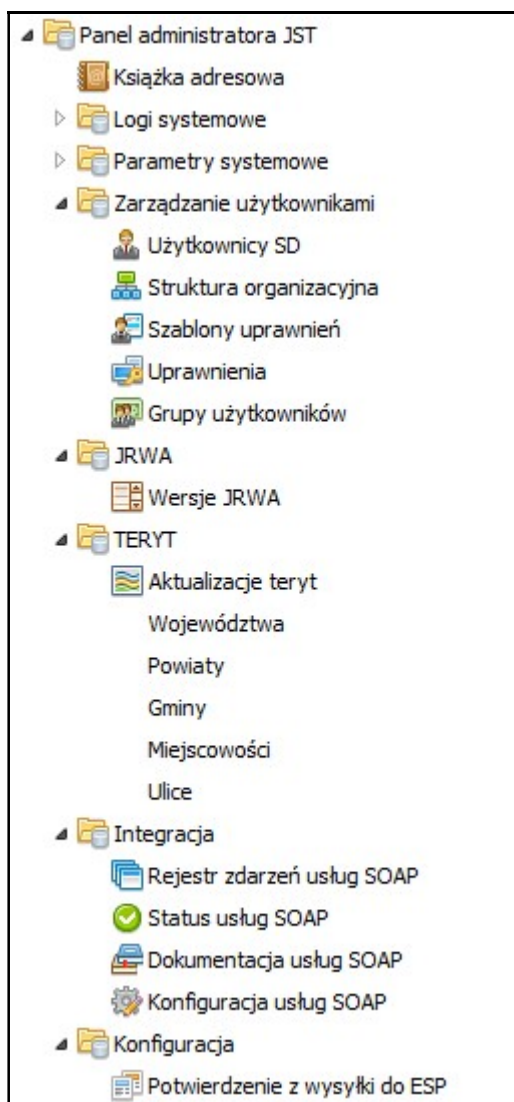 Panel administratora JST
Książka adresowa
Logi systemowe
Parametry systemowe
Zarządzanie użytkownikami
Użytkownicy SD
Struktura organizacyjna
Szablony uprawnień
Uprawnienia
Grupy użytkowników
JRWA
Wersje JRWA
TERYT
Aktualizacje teryt
Województwa
Powiaty
Gminy
Miejscowości
Ulice
Integracja
Rejestr zdarzeń usług SOAP
Status usług SOAP
Dokumentacja usług SOAP
Konfiguracja usług SOAP
Konfiguracja
Potwierdzenie z wysyłki do ESP